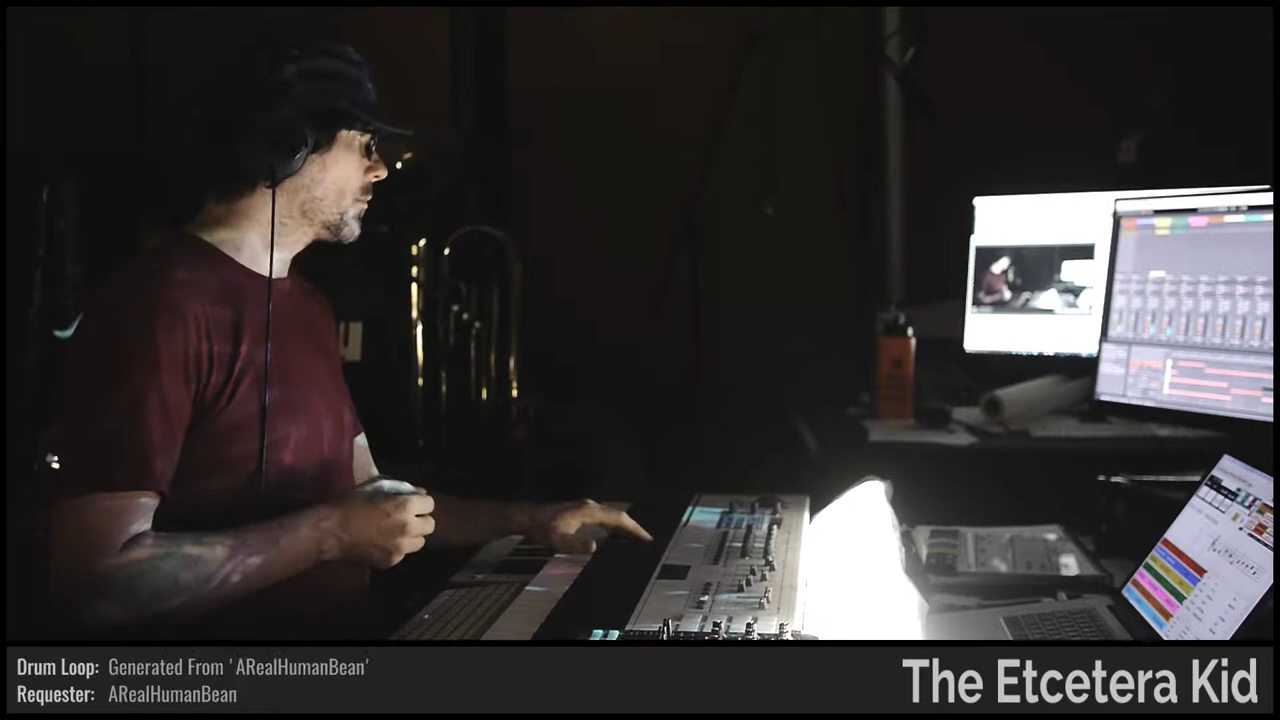 Drum Loop: Generated From 'ARealHumanBean'
Requester: ARealHumanBean
The Etcetera Kid